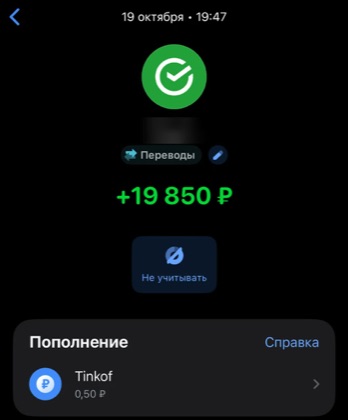 19 октября • 19:47
Переводы
+19 850 ₽
Не учитывать
Пополнение
Справка
Tinkof
0,50 ₽